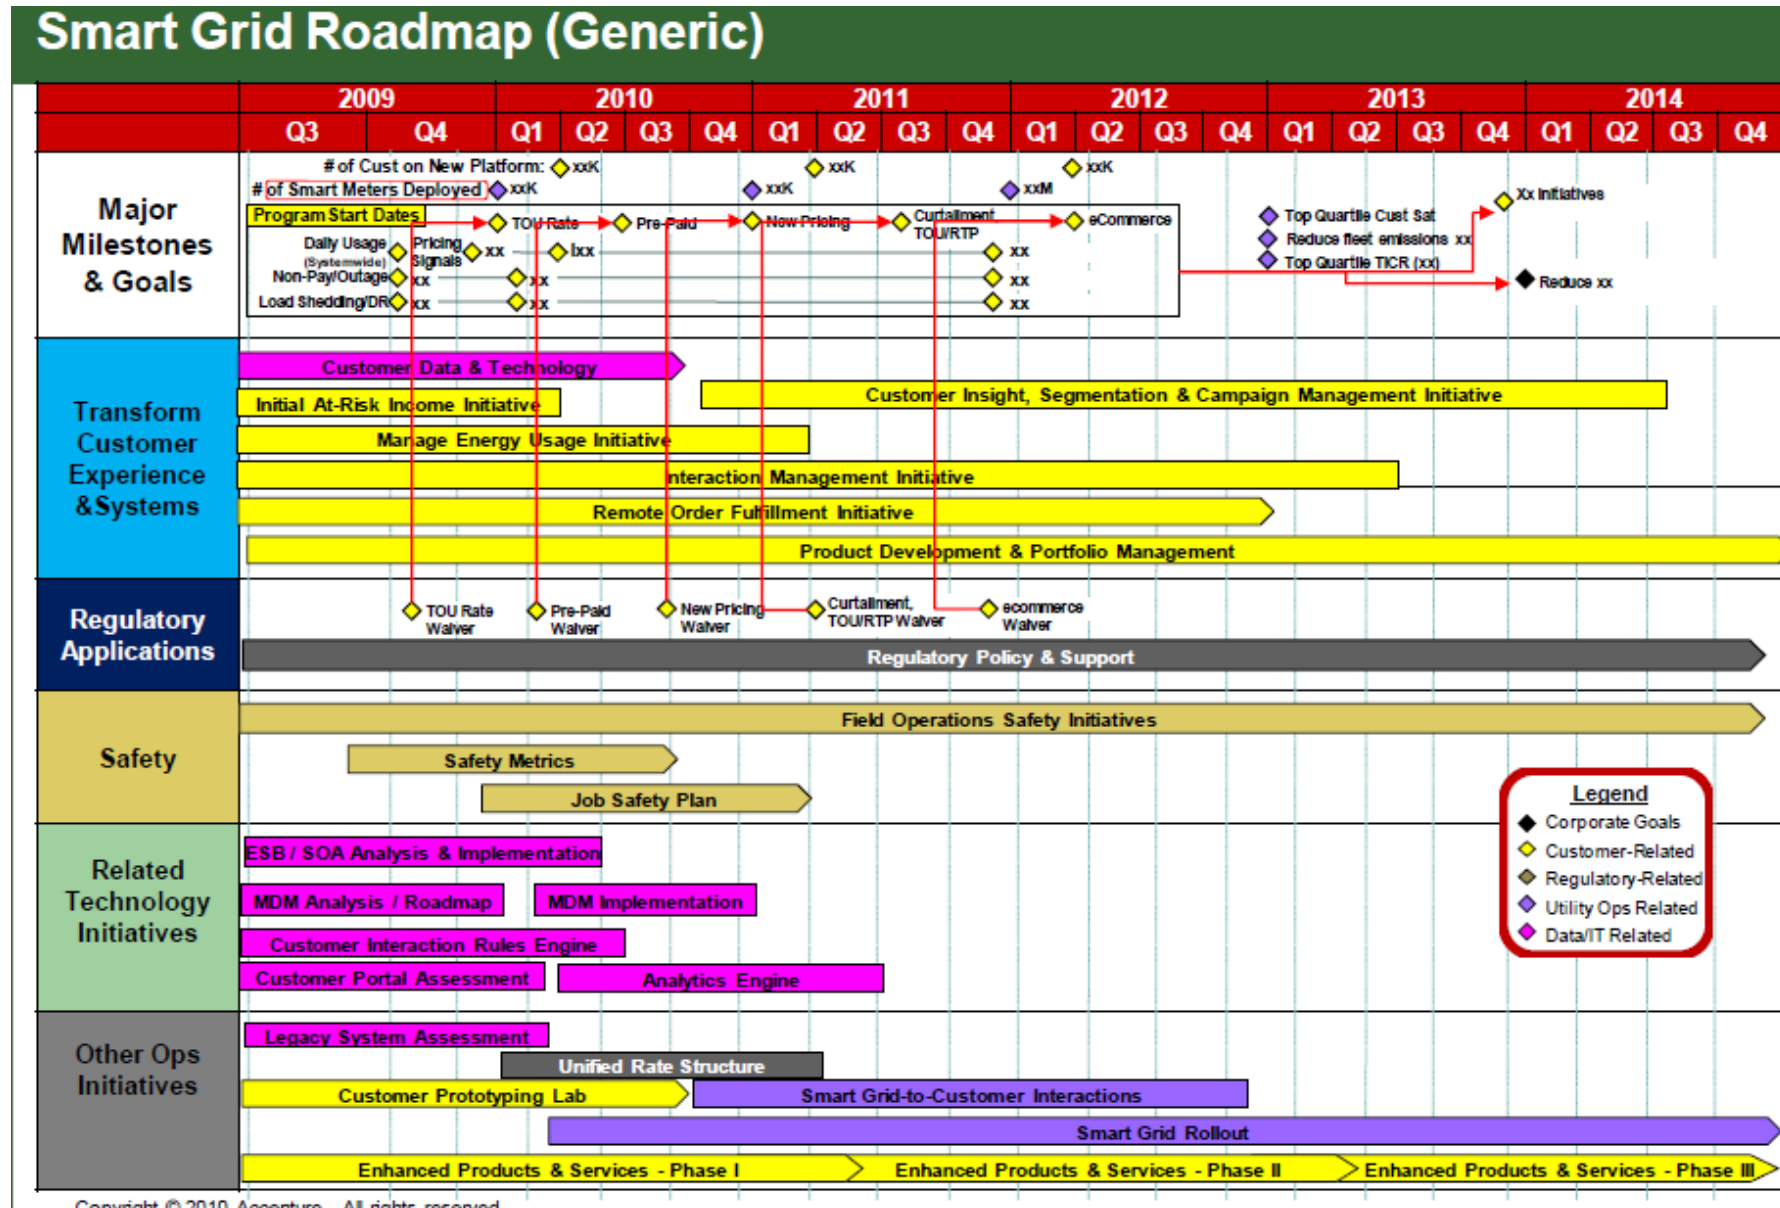 Smart Grid Roadmap (Generic)
2009 2010 2011 2012 2013 2014
Q3 Q4 Q1 Q2 Q3 Q4 Q1 Q2 Q3 Q4 Q1 Q2 Q3 Q4 Q1 Q2 Q3 Q4 Q1 Q2 Q3 Q4
Major
Milestones
& Goals
# of Cust on New Platform: xxK xxK xxK
# of Smart Meters Deployed xxK xxK xxM
Program Start Dates
TOU Rate
Pre-Paid
New Pricing
Curtailment,
TOU/RTP
eCommerce
Daily Usage
(Systemwide)
Pricing
Signals
xx
xx
Non-Pay/Outage xx xx xx
Load Shedding/DR xx xx xx
Top Quartile Cust Sat
Reduce fleet emissions xx
Top Quartile TICR (xx)
Xx Initiatives
Reduce xx
Transform
Customer
Experience
&Systems
Customer Data & Technology
Initial At-Risk Income Initiative
Customer Insight, Segmentation & Campaign Management Initiative
Manage Energy Usage Initiative
Interaction Management Initiative
Remote Order Fulfillment Initiative
Product Development & Portfolio Management
Regulatory
Applications
TOU Rate
Waiver
Pre-Paid
Waiver
New Pricing
Waiver
Curtailment,
TOU/RTP Waiver
ecommerce
Waiver
Regulatory Policy & Support
Safety
Field Operations Safety Initiatives
Safety Metrics
Job Safety Plan
Legend
Corporate Goals
Customer-Related
Regulatory-Related
Utility Ops Related
Data/IT Related
Related
Technology
Initiatives
ESB / SOA Analysis & Implementation
MDM Analysis / Roadmap
MDM Implementation
Customer Interaction Rules Engine
Customer Portal Assessment
Analytics Engine
Other Ops
Initiatives
Legacy System Assessment
Unified Rate Structure
Customer Prototyping Lab
Smart Grid-to-Customer Interactions
Smart Grid Rollout
Enhanced Products & Services - Phase I
Enhanced Products & Services - Phase II
Enhanced Products & Services - Phase III
Copyright © 2010 Accenture All rights reserved